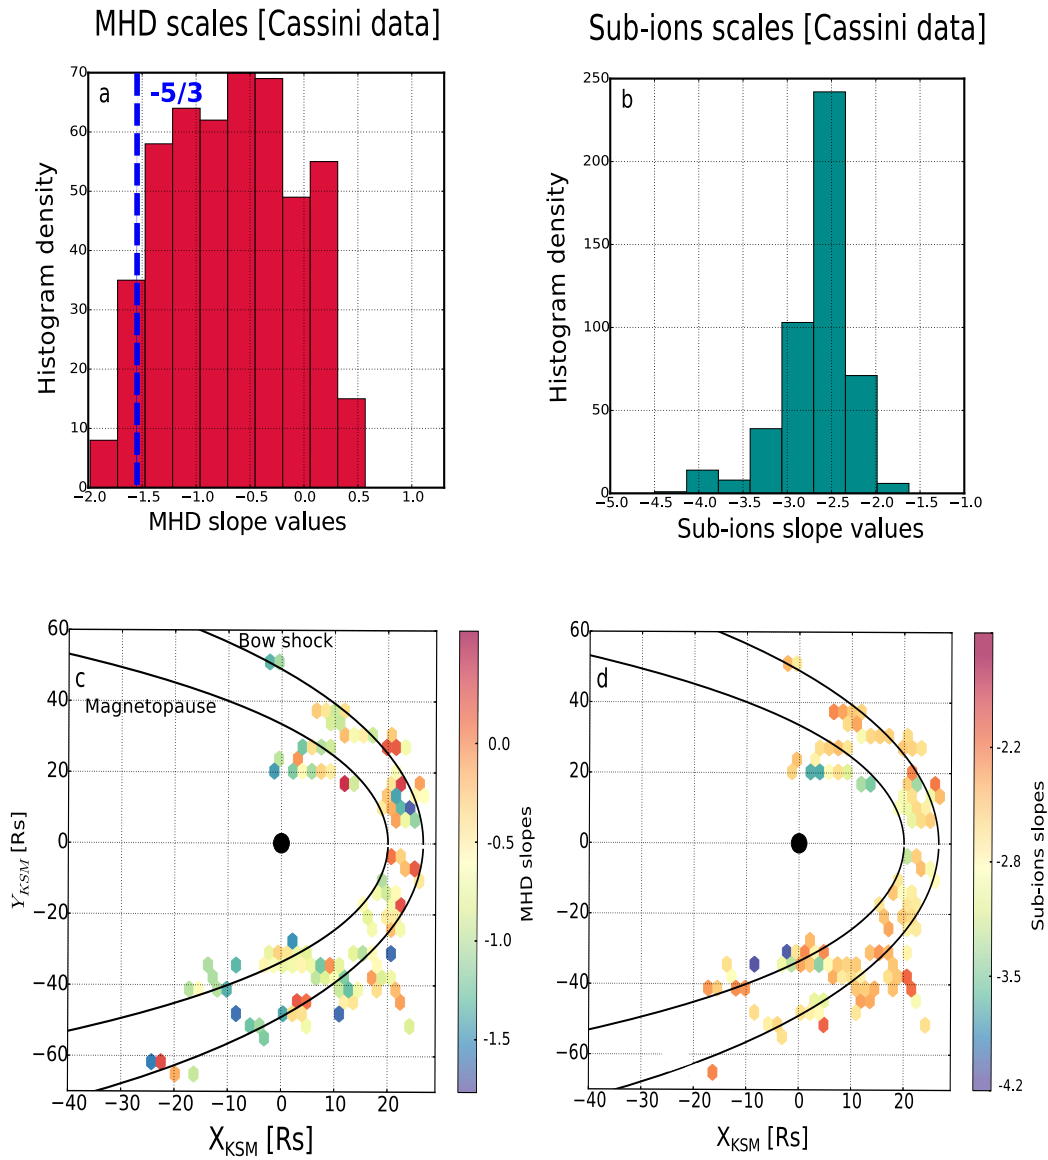 MHD scales [Cassini data]
Sub-ions scales [Cassini data]
a
-5/3
70
60
50
40
30
20
10
0
Histogram density
−2.0 −1.5 −1.0 −0.5 0.0 0.5 1.0
MHD slope values
b
250
200
150
100
50
0
Histogram density
−5.0 −4.5 −4.0 −3.5 −3.0 −2.5 −2.0 −1.5 −1.0
Sub-ions slope values
c
Bow shock
Magnetopause
60
40
20
0
−20
−40
−60
Y_KSM [Rs]
−40 −30 −20 −10 0 10 20
X_KSM [Rs]
0.0
-0.5
-1.0
-1.5
MHD slopes
d
60
40
20
0
−20
−40
−60
−40 −30 −20 −10 0 10 20
X_KSM [Rs]
-2.2
-2.8
-3.5
-4.2
Sub-ions slopes